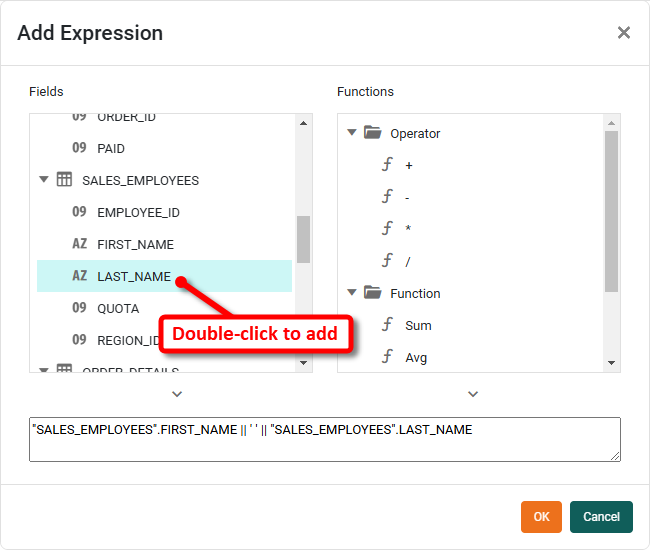 Add Expression
×
Fields
Functions
09 ORDER_ID
09 PAID
SALES_EMPLOYEES
09 EMPLOYEE_ID
AZ FIRST_NAME
AZ LAST_NAME
09 QUOTA
09 REGION_ID
ORDER_DETAILS
Operator
+
-
*
/
Function
Sum
Avg
Double-click to add
"SALES_EMPLOYEES".FIRST_NAME || ' ' || "SALES_EMPLOYEES".LAST_NAME
OK
Cancel